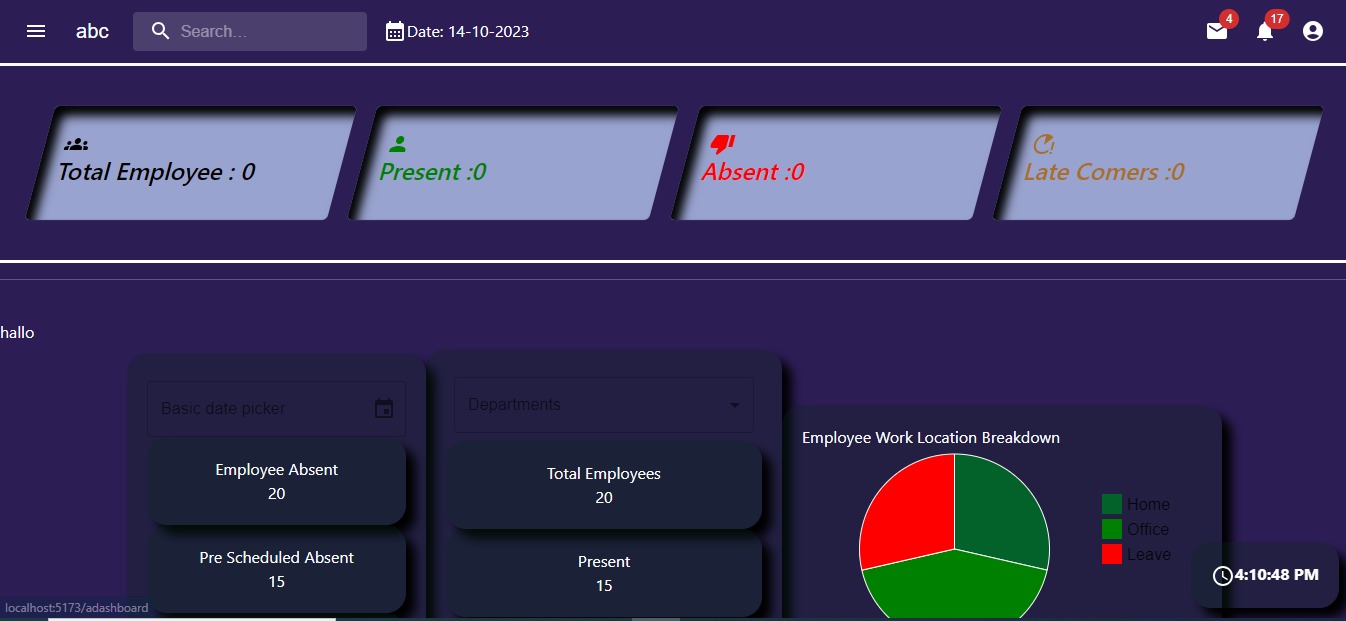 abc
Search…
Date: 14-10-2023
4
17
Total Employee : 0
Present :0
Absent :0
Late Comers :0
hallo
Basic date picker
Departments
Employee Absent
20
Total Employees
20
Pre Scheduled Absent
15
Present
15
Employee Work Location Breakdown
Home
Office
Leave
4:10:48 PM
localhost:5173/adashboard